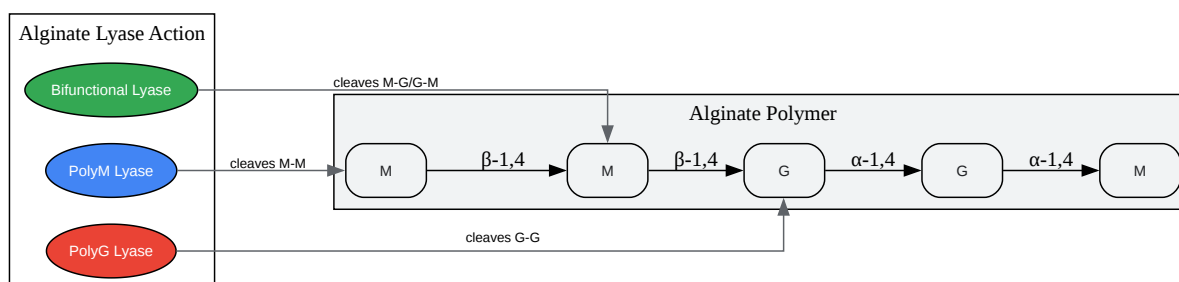 Alginate Lyase Action
Bifunctional Lyase
cleaves M-G/G-M
Alginate Polymer
PolyM Lyase
cleaves M-M
M
β-1,4
M
β-1,4
G
α-1,4
G
α-1,4
M
PolyG Lyase
cleaves G-G